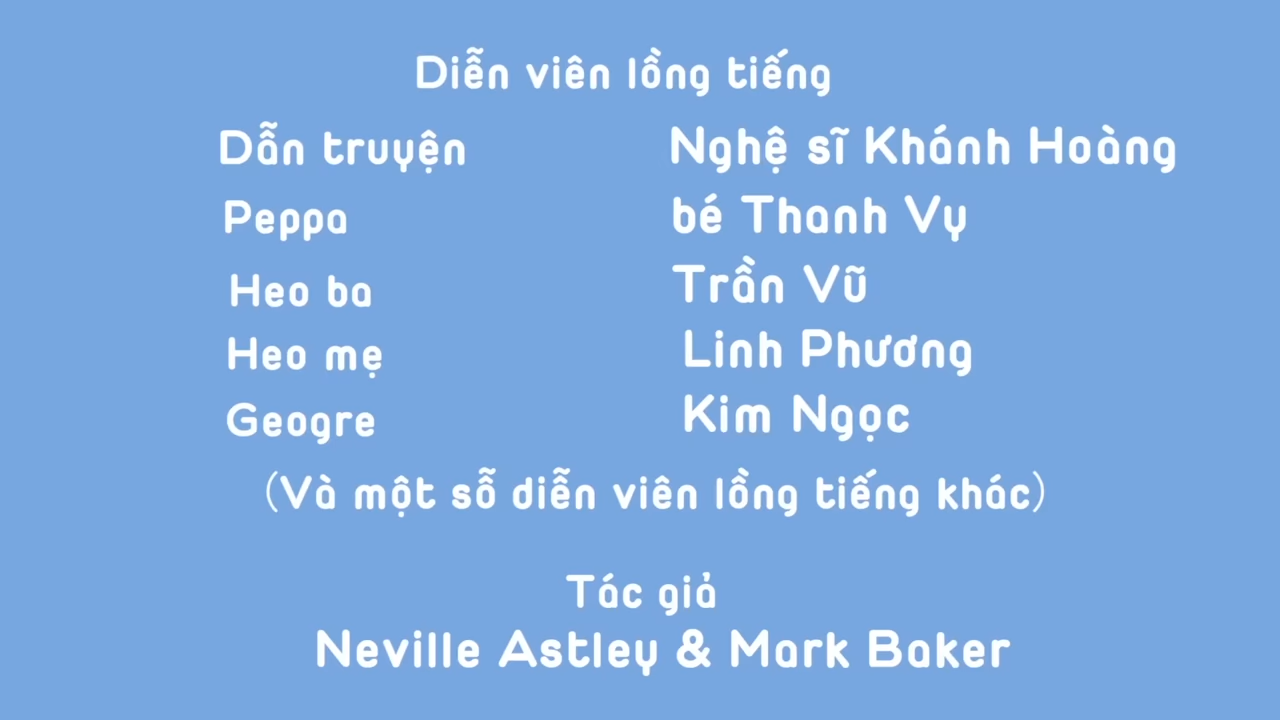 Diễn viên lồng tiếng
Dẫn truyện Nghệ sĩ Khánh Hoàng
Peppa bé Thanh Vy
Heo ba Trần Vũ
Heo mẹ Linh Phương
Geogre Kim Ngọc
(Và một sỗ diễn viên lồng tiếng khác)
Tác giả
Neville Astley & Mark Baker